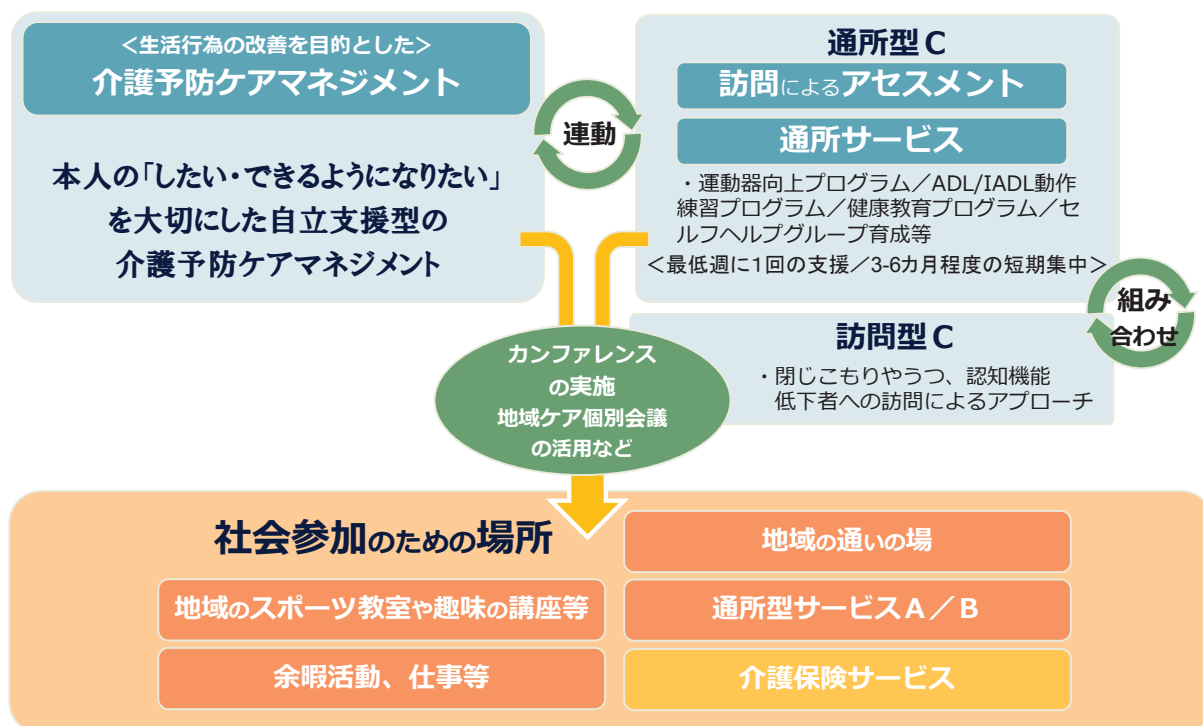 <生活行為の改善を目的とした>
介護予防ケアマネジメント
本人の「したい・できるようになりたい」
を大切にした自立支援型の
介護予防ケアマネジメント
連動
通所型C
訪問によるアセスメント
通所サービス
・運動器向上プログラム／ADL/IADL動作
練習プログラム／健康教育プログラム／セ
ルフヘルプグループ育成等
<最低週に1回の支援／3-6カ月程度の短期集中>
組み
合わせ
訪問型C
・閉じこもりやうつ、認知機能
低下者への訪問によるアプローチ
カンファレンス
の実施
地域ケア個別会議
の活用など
社会参加のための場所
地域の通いの場
地域のスポーツ教室や趣味の講座等
通所型サービスA／B
余暇活動、仕事等
介護保険サービス